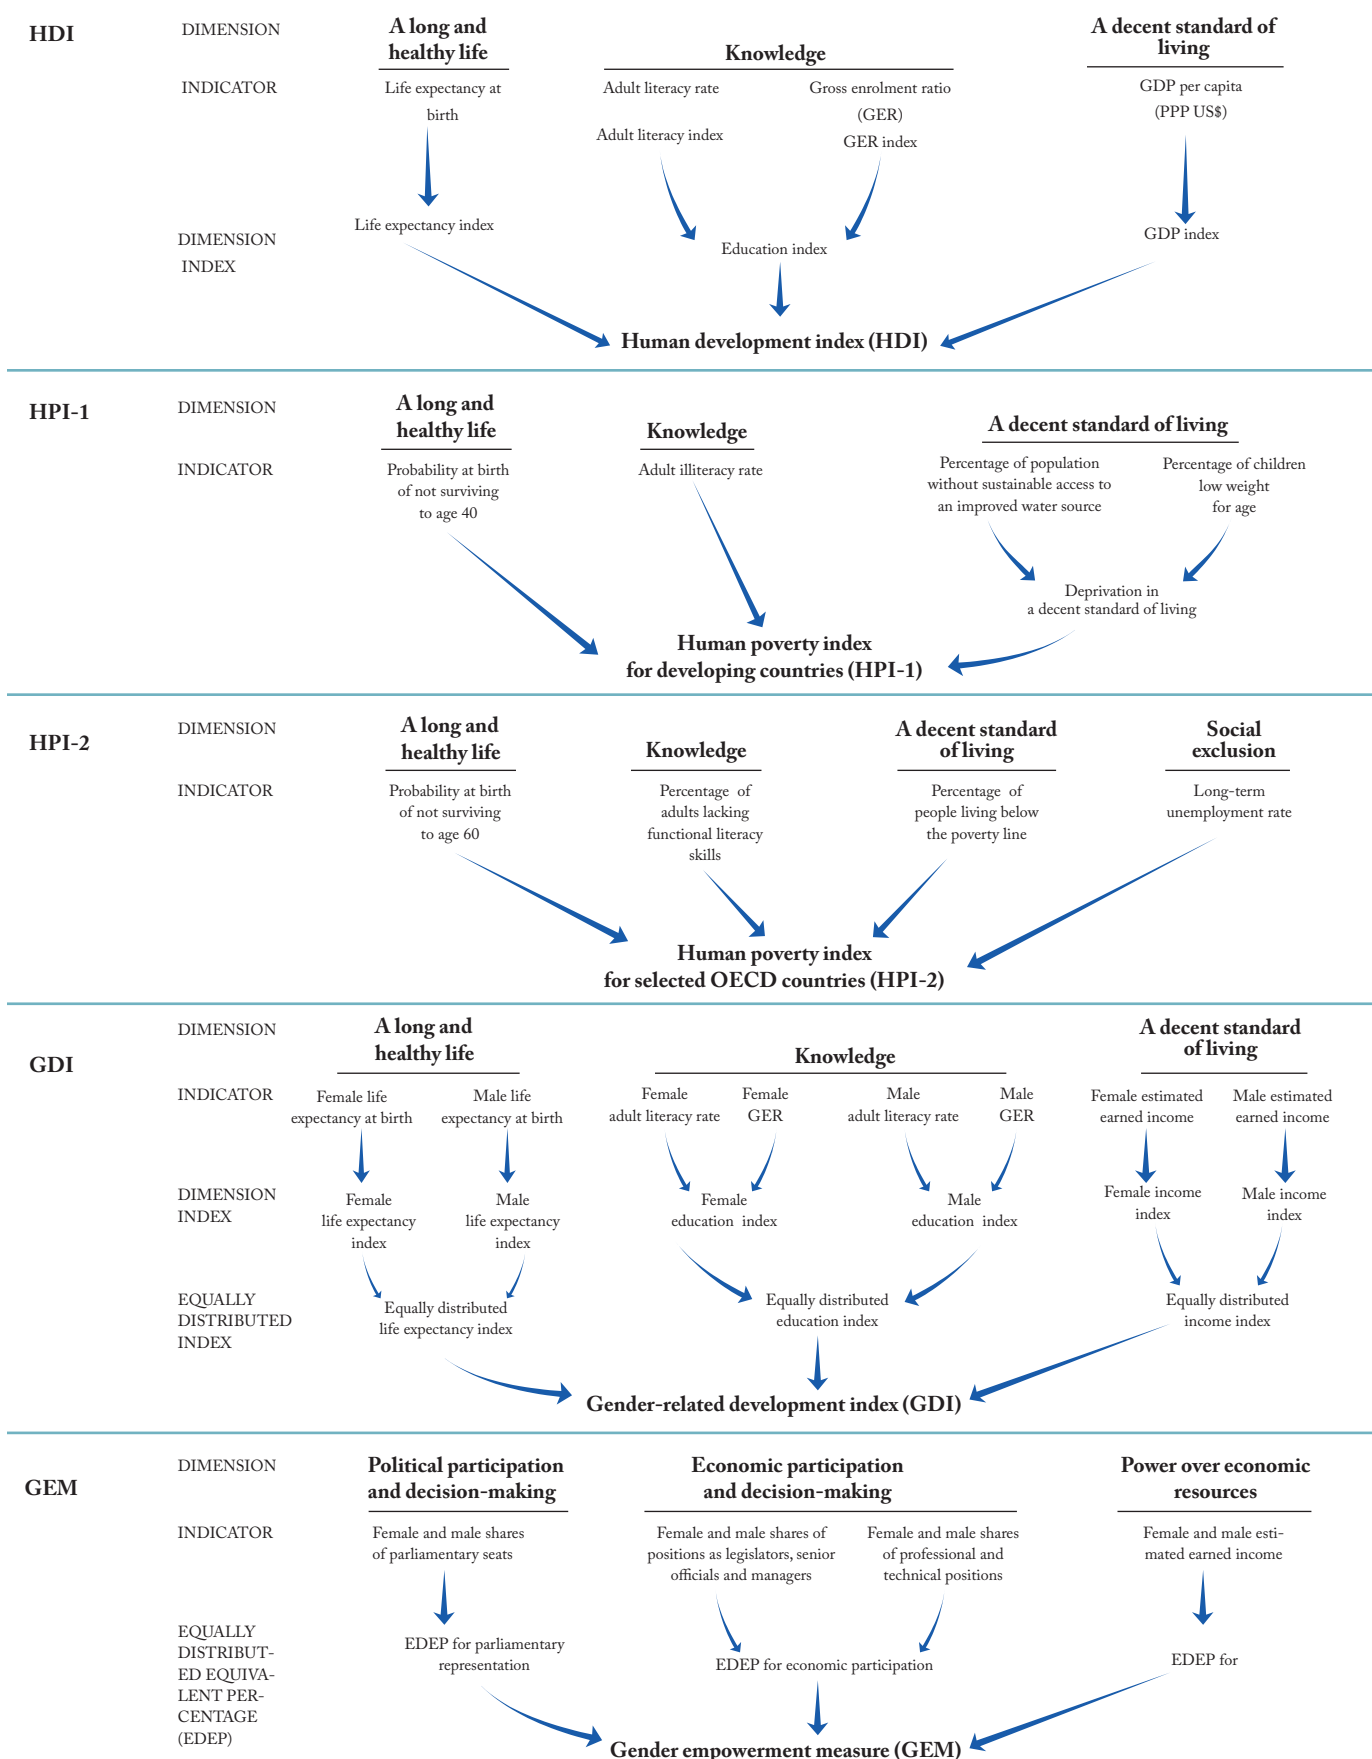 HDI
DIMENSION
A long and
healthy life
Knowledge
A decent standard of
living
INDICATOR
Life expectancy at
birth
Adult literacy rate
Gross enrolment ratio
(GER)
GDP per capita
(PPP US$)
Adult literacy index
GER index
DIMENSION
INDEX
Life expectancy index
Education index
GDP index
Human development index (HDI)
HPI-1
DIMENSION
A long and
healthy life
Knowledge
A decent standard of living
INDICATOR
Probability at birth
of not surviving
to age 40
Adult illiteracy rate
Percentage of population
without sustainable access to
an improved water source
Percentage of children
low weight
for age
Deprivation in
a decent standard of living
Human poverty index
for developing countries (HPI-1)
HPI-2
DIMENSION
A long and
healthy life
Knowledge
A decent standard
of living
Social
exclusion
INDICATOR
Probability at birth
of not surviving
to age 60
Percentage of
adults lacking
functional literacy
skills
Percentage of
people living below
the poverty line
Long-term
unemployment rate
Human poverty index
for selected OECD countries (HPI-2)
GDI
DIMENSION
A long and
healthy life
Knowledge
A decent standard
of living
INDICATOR
Female life
expectancy at birth
Male life
expectancy at birth
Female
adult literacy rate
Female
GER
Male
adult literacy rate
Male
GER
Female estimated
earned income
Male estimated
earned income
DIMENSION
INDEX
Female
life expectancy
index
Male
life expectancy
index
Female
education index
Male
education index
Female income
index
Male income
index
EQUALLY
DISTRIBUTED
INDEX
Equally distributed
life expectancy index
Equally distributed
education index
Equally distributed
income index
Gender-related development index (GDI)
GEM
DIMENSION
Political participation
and decision-making
Economic participation
and decision-making
Power over economic
resources
INDICATOR
Female and male shares
of parliamentary seats
Female and male shares of
positions as legislators, senior
officials and managers
Female and male shares
of professional and
technical positions
Female and male esti-
mated earned income
EQUALLY
DISTRIBUT-
ED EQUIVA-
LENT PER-
CENTAGE
(EDEP)
EDEP for parliamentary
representation
EDEP for economic participation
EDEP for
Gender empowerment measure (GEM)